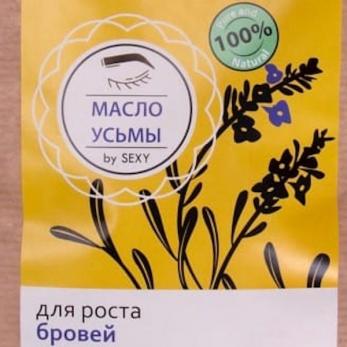 Pure and
100%
Natural
МАСЛО
УСЬМЫ
by SEXY
для роста
бровей